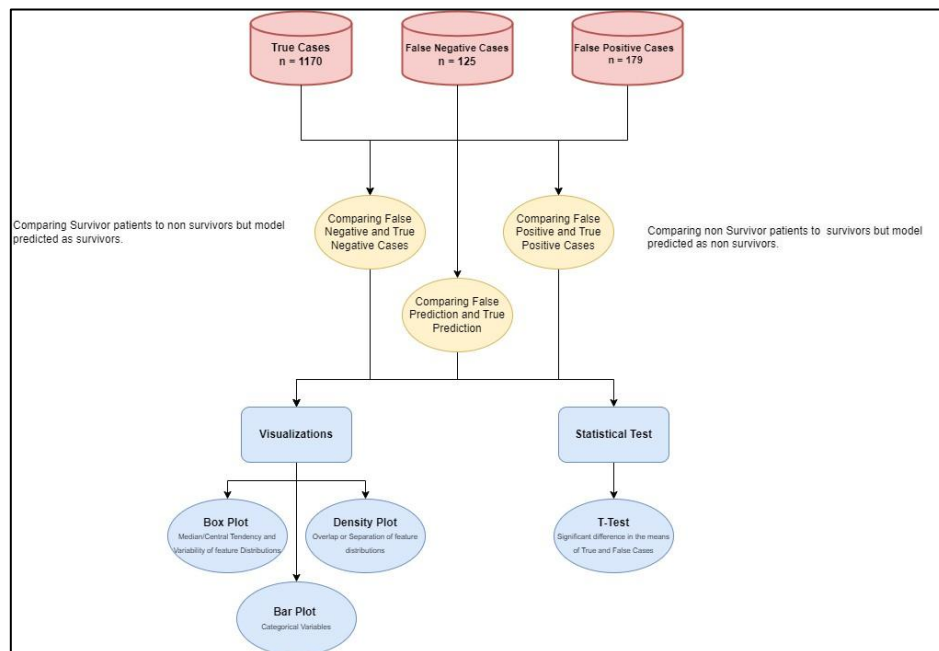 True Cases
n = 1170
False Negative Cases
n = 125
False Positive Cases
n = 179
Comparing Survivor patients to non survivors but model
predicted as survivors.
Comparing False
Negative and True
Negative Cases
Comparing False
Positive and True
Positive Cases
Comparing non Survivor patients to survivors but model
predicted as non survivors.
Comparing False
Prediction and True
Prediction
Visualizations
Statistical Test
Box Plot
Median/Central Tendency and
Variability of feature Distributions
Density Plot
Overlap or Separation of feature
distributions
T-Test
Significant difference in the means
of True and False Cases
Bar Plot
Categorical Variables